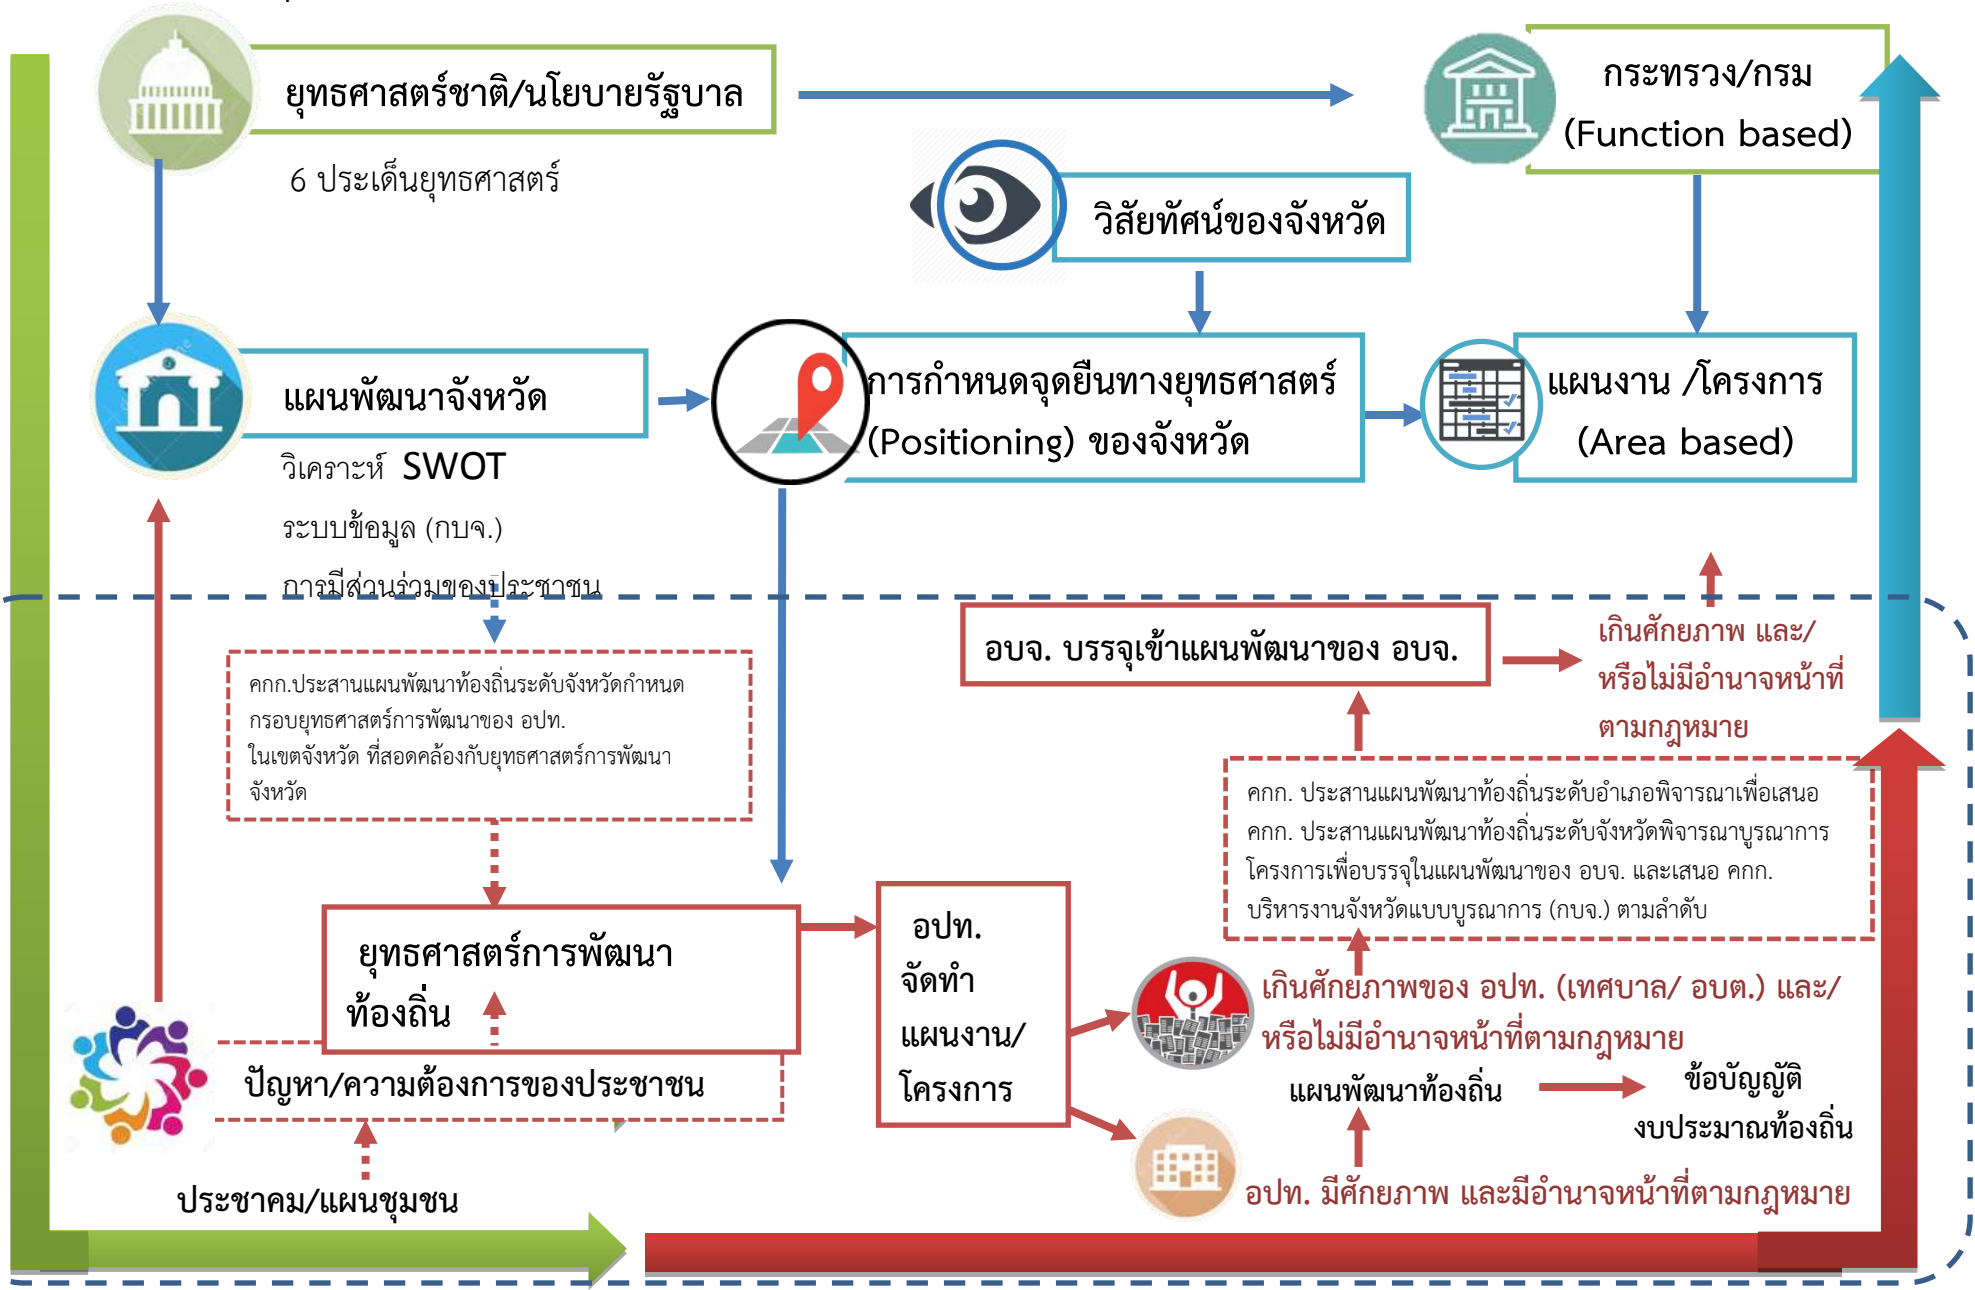 ยุทธศาสตร์ชาติ/นโยบายรัฐบาล
6 ประเด็นยุทธศาสตร์
กระทรวง/กรม
(Function based)
วิสัยทัศน์ของจังหวัด
แผนพัฒนาจังหวัด
วิเคราะห์ SWOT
ระบบข้อมูล (กบจ.)
การมีส่วนร่วมของประชาชน
การกำหนดจุดยืนทางยุทธศาสตร์
(Positioning) ของจังหวัด
แผนงาน /โครงการ
(Area based)
คกก.ประสานแผนพัฒนาท้องถิ่นระดับจังหวัดกำหนด
กรอบยุทธศาสตร์การพัฒนาของ อปท.
ในเขตจังหวัด ที่สอดคล้องกับยุทธศาสตร์การพัฒนา
จังหวัด
อบจ. บรรจุเข้าแผนพัฒนาของ อบจ.
เกินศักยภาพ และ/
หรือไม่มีอำนาจหน้าที่
ตามกฎหมาย
คกก. ประสานแผนพัฒนาท้องถิ่นระดับอำเภอพิจารณาเพื่อเสนอ
คกก. ประสานแผนพัฒนาท้องถิ่นระดับจังหวัดพิจารณาบูรณาการ
โครงการเพื่อบรรจุในแผนพัฒนาของ อบจ. และเสนอ คกก.
บริหารงานจังหวัดแบบบูรณาการ (กบจ.) ตามลำดับ
ยุทธศาสตร์การพัฒนา
ท้องถิ่น
ปัญหา/ความต้องการของประชาชน
ประชาคม/แผนชุมชน
อปท.
จัดทำ
แผนงาน/
โครงการ
เกินศักยภาพของ อปท. (เทศบาล/ อบต.) และ/
หรือไม่มีอำนาจหน้าที่ตามกฎหมาย
แผนพัฒนาท้องถิ่น
ข้อบัญญัติ
งบประมาณท้องถิ่น
อปท. มีศักยภาพ และมีอำนาจหน้าที่ตามกฎหมาย